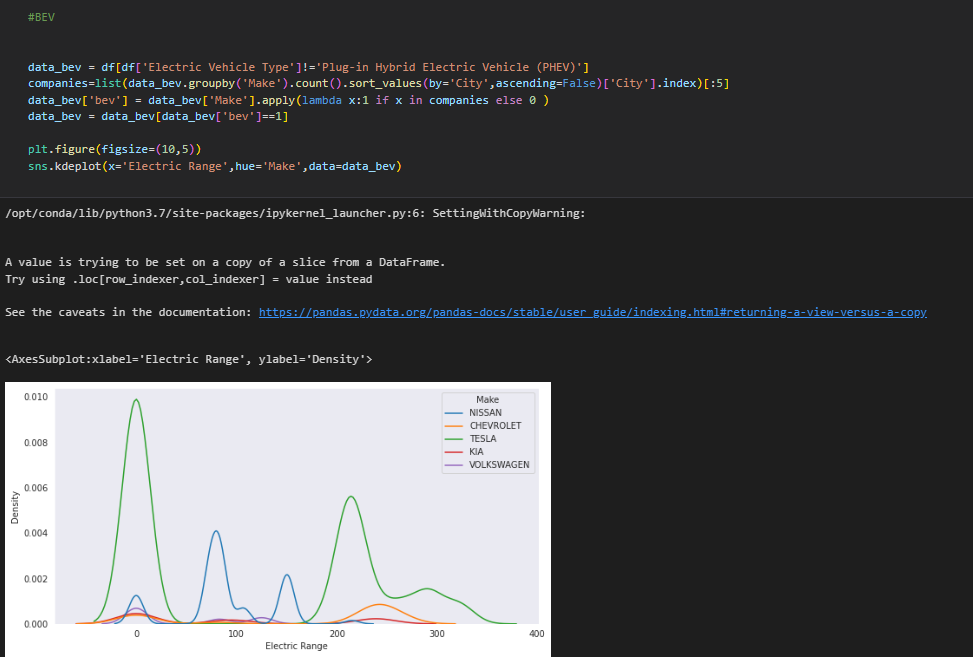 #BEV
data_bev = df[df['Electric Vehicle Type']!='Plug-in Hybrid Electric Vehicle (PHEV)']
companies=list(data_bev.groupby('Make').count().sort_values(by='City',ascending=False)['City'].index)[:5]
data_bev['bev'] = data_bev['Make'].apply(lambda x:1 if x in companies else 0 )
data_bev = data_bev[data_bev['bev']==1]
plt.figure(figsize=(10,5))
sns.kdeplot(x='Electric Range',hue='Make',data=data_bev)
/opt/conda/lib/python3.7/site-packages/ipykernel_launcher.py:6: SettingWithCopyWarning:
A value is trying to be set on a copy of a slice from a DataFrame.
Try using .loc[row_indexer,col_indexer] = value instead
See the caveats in the documentation: https://pandas.pydata.org/pandas-docs/stable/user_guide/indexing.html#returning-a-view-versus-a-copy
<AxesSubplot:xlabel='Electric Range', ylabel='Density'>
Make
NISSAN
CHEVROLET
TESLA
KIA
VOLKSWAGEN
0.010
0.008
0.006
0.004
0.002
0.000
Density
0 100 200 300 400
Electric Range